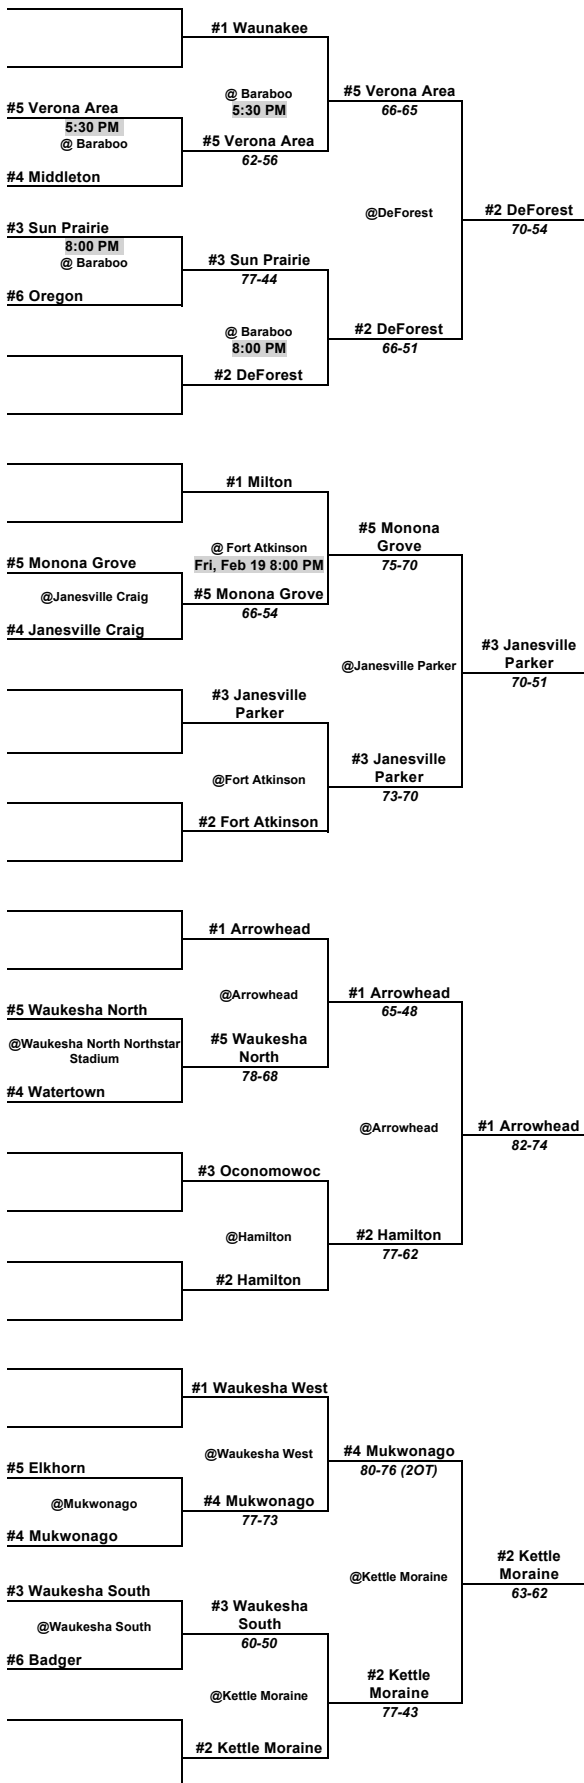 #1 Waunakee
@ Baraboo
5:30 PM
#5 Verona Area
66-65
#5 Verona Area
5:30 PM
@ Baraboo
#5 Verona Area
62-56
#4 Middleton
@DeForest
#2 DeForest
70-54
#3 Sun Prairie
8:00 PM
@ Baraboo
#3 Sun Prairie
77-44
#6 Oregon
@ Baraboo
8:00 PM
#2 DeForest
66-51
#2 DeForest
#1 Milton
#5 Monona
Grove
75-70
@ Fort Atkinson
Fri, Feb 19 8:00 PM
#5 Monona Grove
@Janesville Craig
#5 Monona Grove
66-54
#4 Janesville Craig
@Janesville Parker
#3 Janesville
Parker
70-51
#3 Janesville
Parker
@Fort Atkinson
#3 Janesville
Parker
73-70
#2 Fort Atkinson
#1 Arrowhead
@Arrowhead
#1 Arrowhead
65-48
#5 Waukesha North
@Waukesha North Northstar
Stadium
#5 Waukesha
North
78-68
#4 Watertown
@Arrowhead
#1 Arrowhead
82-74
#3 Oconomowoc
@Hamilton
#2 Hamilton
77-62
#2 Hamilton
#1 Waukesha West
@Waukesha West
#4 Mukwonago
80-76 (2OT)
#5 Elkhorn
@Mukwonago
#4 Mukwonago
77-73
#4 Mukwonago
@Kettle Moraine
#2 Kettle
Moraine
63-62
#3 Waukesha South
@Waukesha South
#3 Waukesha
South
60-50
#6 Badger
@Kettle Moraine
#2 Kettle
Moraine
77-43
#2 Kettle Moraine